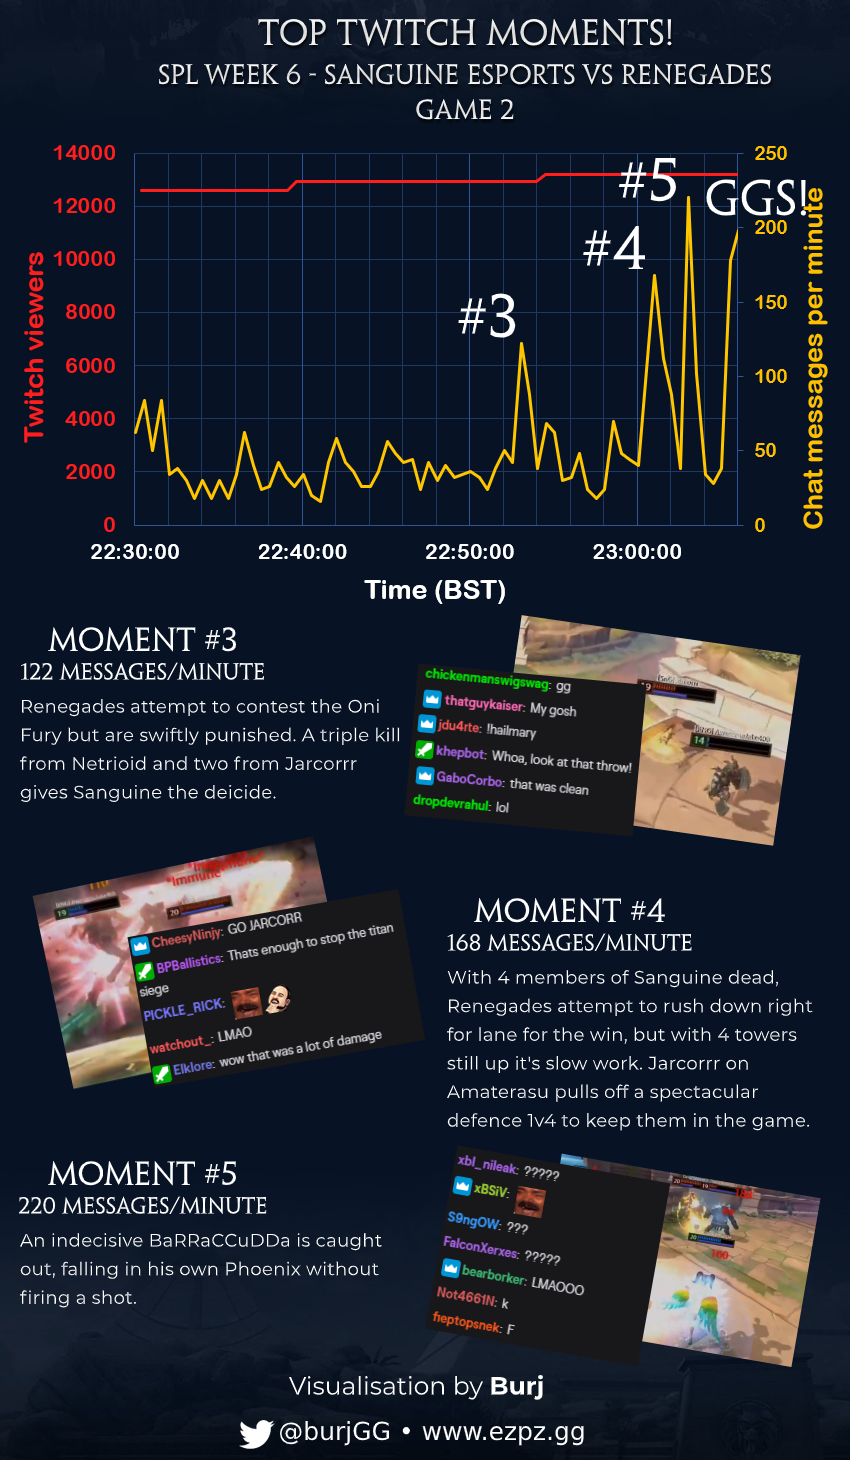 TOP TWITCH MOMENTS!
SPL WEEK 6 - SANGUINE ESPORTS VS RENEGADES
GAME 2
14000
12000
10000
8000
6000
4000
2000
0
Twitch viewers
250
200
150
100
50
0
Chat messages per minute
#3
#4
#5
GGS!
22:30:00
22:40:00
22:50:00
23:00:00
Time (BST)
MOMENT #3
122 MESSAGES/MINUTE
Renegades attempt to contest the Oni
Fury but are swiftly punished. A triple kill
from Netrioid and two from Jarcorrr
gives Sanguine the deicide.
chickenmanswigswag: gg
thatguykaiser: My gosh
jdu4rte: !hailmary
khepbot: Whoa, look at that throw!
GaboCorbo: that was clean
dropdevrahul: lol
19
14
*Immune*
19
20
CheesyNinjy: GO JARCORR
BPBallistics: Thats enough to stop the titan
siege
PICKLE_RICK:
watchout_: LMAO
Elklore: wow that was a lot of damage
MOMENT #4
168 MESSAGES/MINUTE
With 4 members of Sanguine dead,
Renegades attempt to rush down right
for lane for the win, but with 4 towers
still up it's slow work. Jarcorrr on
Amaterasu pulls off a spectacular
defence 1v4 to keep them in the game.
MOMENT #5
220 MESSAGES/MINUTE
An indecisive BaRRaCCuDDa is caught
out, falling in his own Phoenix without
firing a shot.
xbl_nileak: ?????
xBSiV:
S9ngOW: ???
FalconXerxes: ?????
bearborker: LMAOOO
Not4661N: k
fieptopsnek: F
20
19
20
160
Visualisation by Burj
@burjGG • www.ezpz.gg